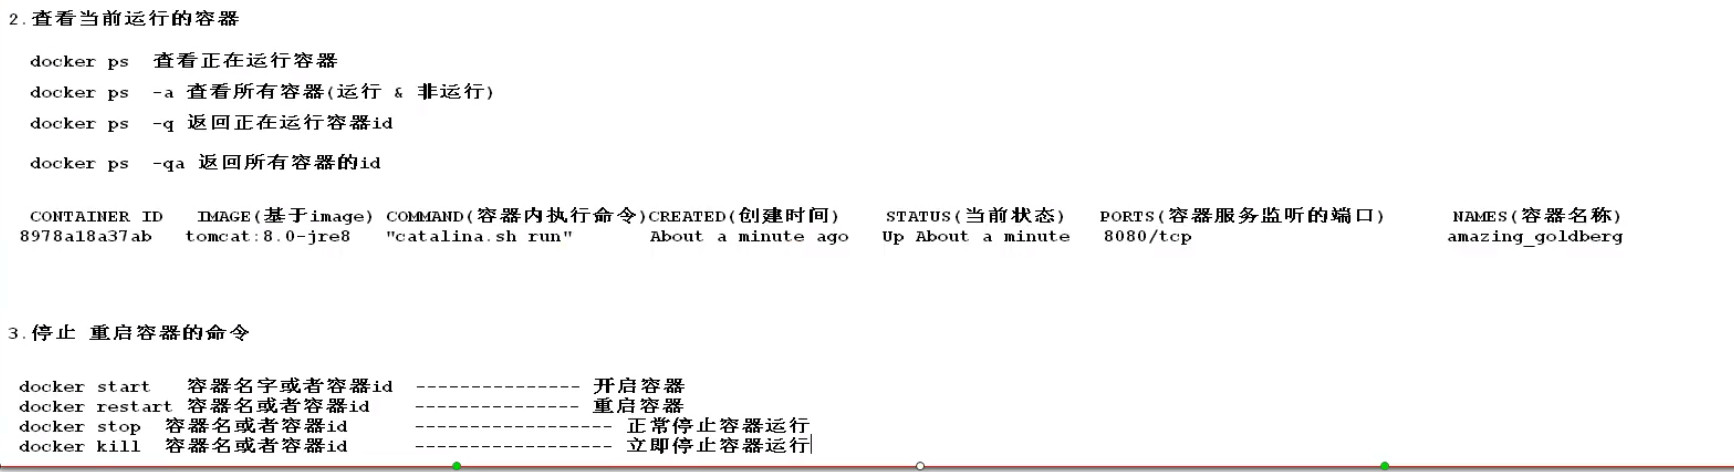 2.查看当前运行的容器
docker ps 查看正在运行容器
docker ps -a 查看所有容器(运行 & 非运行)
docker ps -q 返回正在运行容器id
docker ps -qa 返回所有容器的id
CONTAINER ID IMAGE(基于image) COMMAND(容器内执行命令)CREATED(创建时间) STATUS(当前状态) PORTS(容器服务监听的端口) NAMES(容器名称)
8978a18a37ab tomcat:8.0-jre8 "catalina.sh run" About a minute ago Up About a minute 8080/tcp amazing_goldberg
3.停止 重启容器的命令
docker start 容器名字或者容器id --------------- 开启容器
docker restart 容器名或者容器id --------------- 重启容器
docker stop 容器名或者容器id ------------------ 正常停止容器运行
docker kill 容器名或者容器id ------------------ 立即停止容器运行